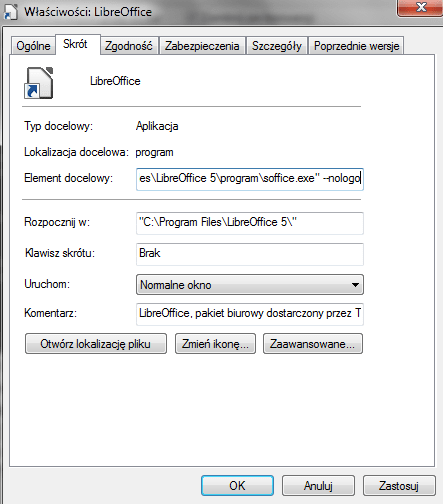 Właściwości: LibreOffice
Ogólne Skrót Zgodność Zabezpieczenia Szczegóły Poprzednie wersje
LibreOffice
Typ docelowy: Aplikacja
Lokalizacja docelowa: program
Element docelowy: es\LibreOffice 5\program\soffice.exe" --nologo
Rozpocznij w: "C:\Program Files\LibreOffice 5\"
Klawisz skrótu: Brak
Uruchom: Normalne okno
Komentarz: LibreOffice, pakiet biurowy dostarczony przez T
Otwórz lokalizację pliku Zmień ikonę... Zaawansowane...
OK Anuluj Zastosuj